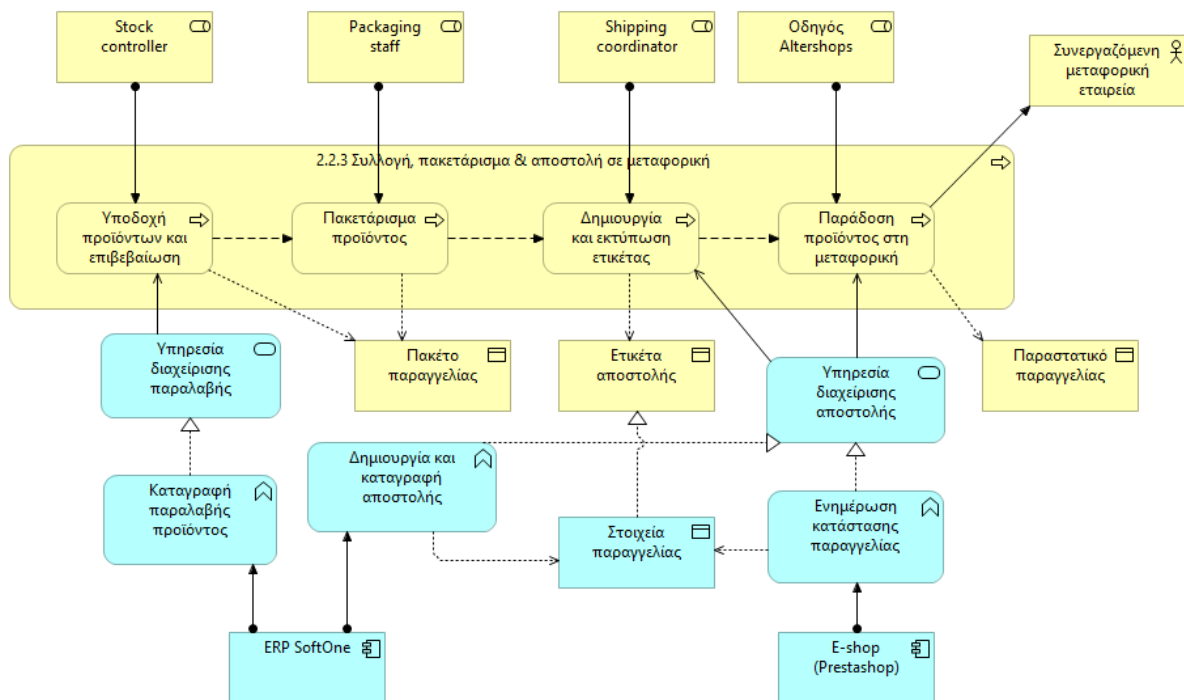 Stock
controller
Packaging
staff
Shipping
coordinator
Οδηγός
Altershops
Συνεργαζόμενη
μεταφορική
εταιρεία
2.2.3 Συλλογή, πακετάρισμα & αποστολή σε μεταφορική
Υποδοχή
προϊόντων και
επιβεβαίωση
Πακετάρισμα
προϊόντος
Δημιουργία
και εκτύπωση
ετικέτας
Παράδοση
προϊόντος στη
μεταφορική
Υπηρεσία
διαχείρισης
παραλαβής
Πακέτο
παραγγελίας
Ετικέτα
αποστολής
Υπηρεσία
διαχείρισης
αποστολής
Παραστατικό
παραγγελίας
Καταγραφή
παραλαβής
προϊόντος
Δημιουργία και
καταγραφή
αποστολής
Στοιχεία
παραγγελίας
Ενημέρωση
κατάστασης
παραγγελίας
ERP SoftOne
E-shop
(Prestashop)